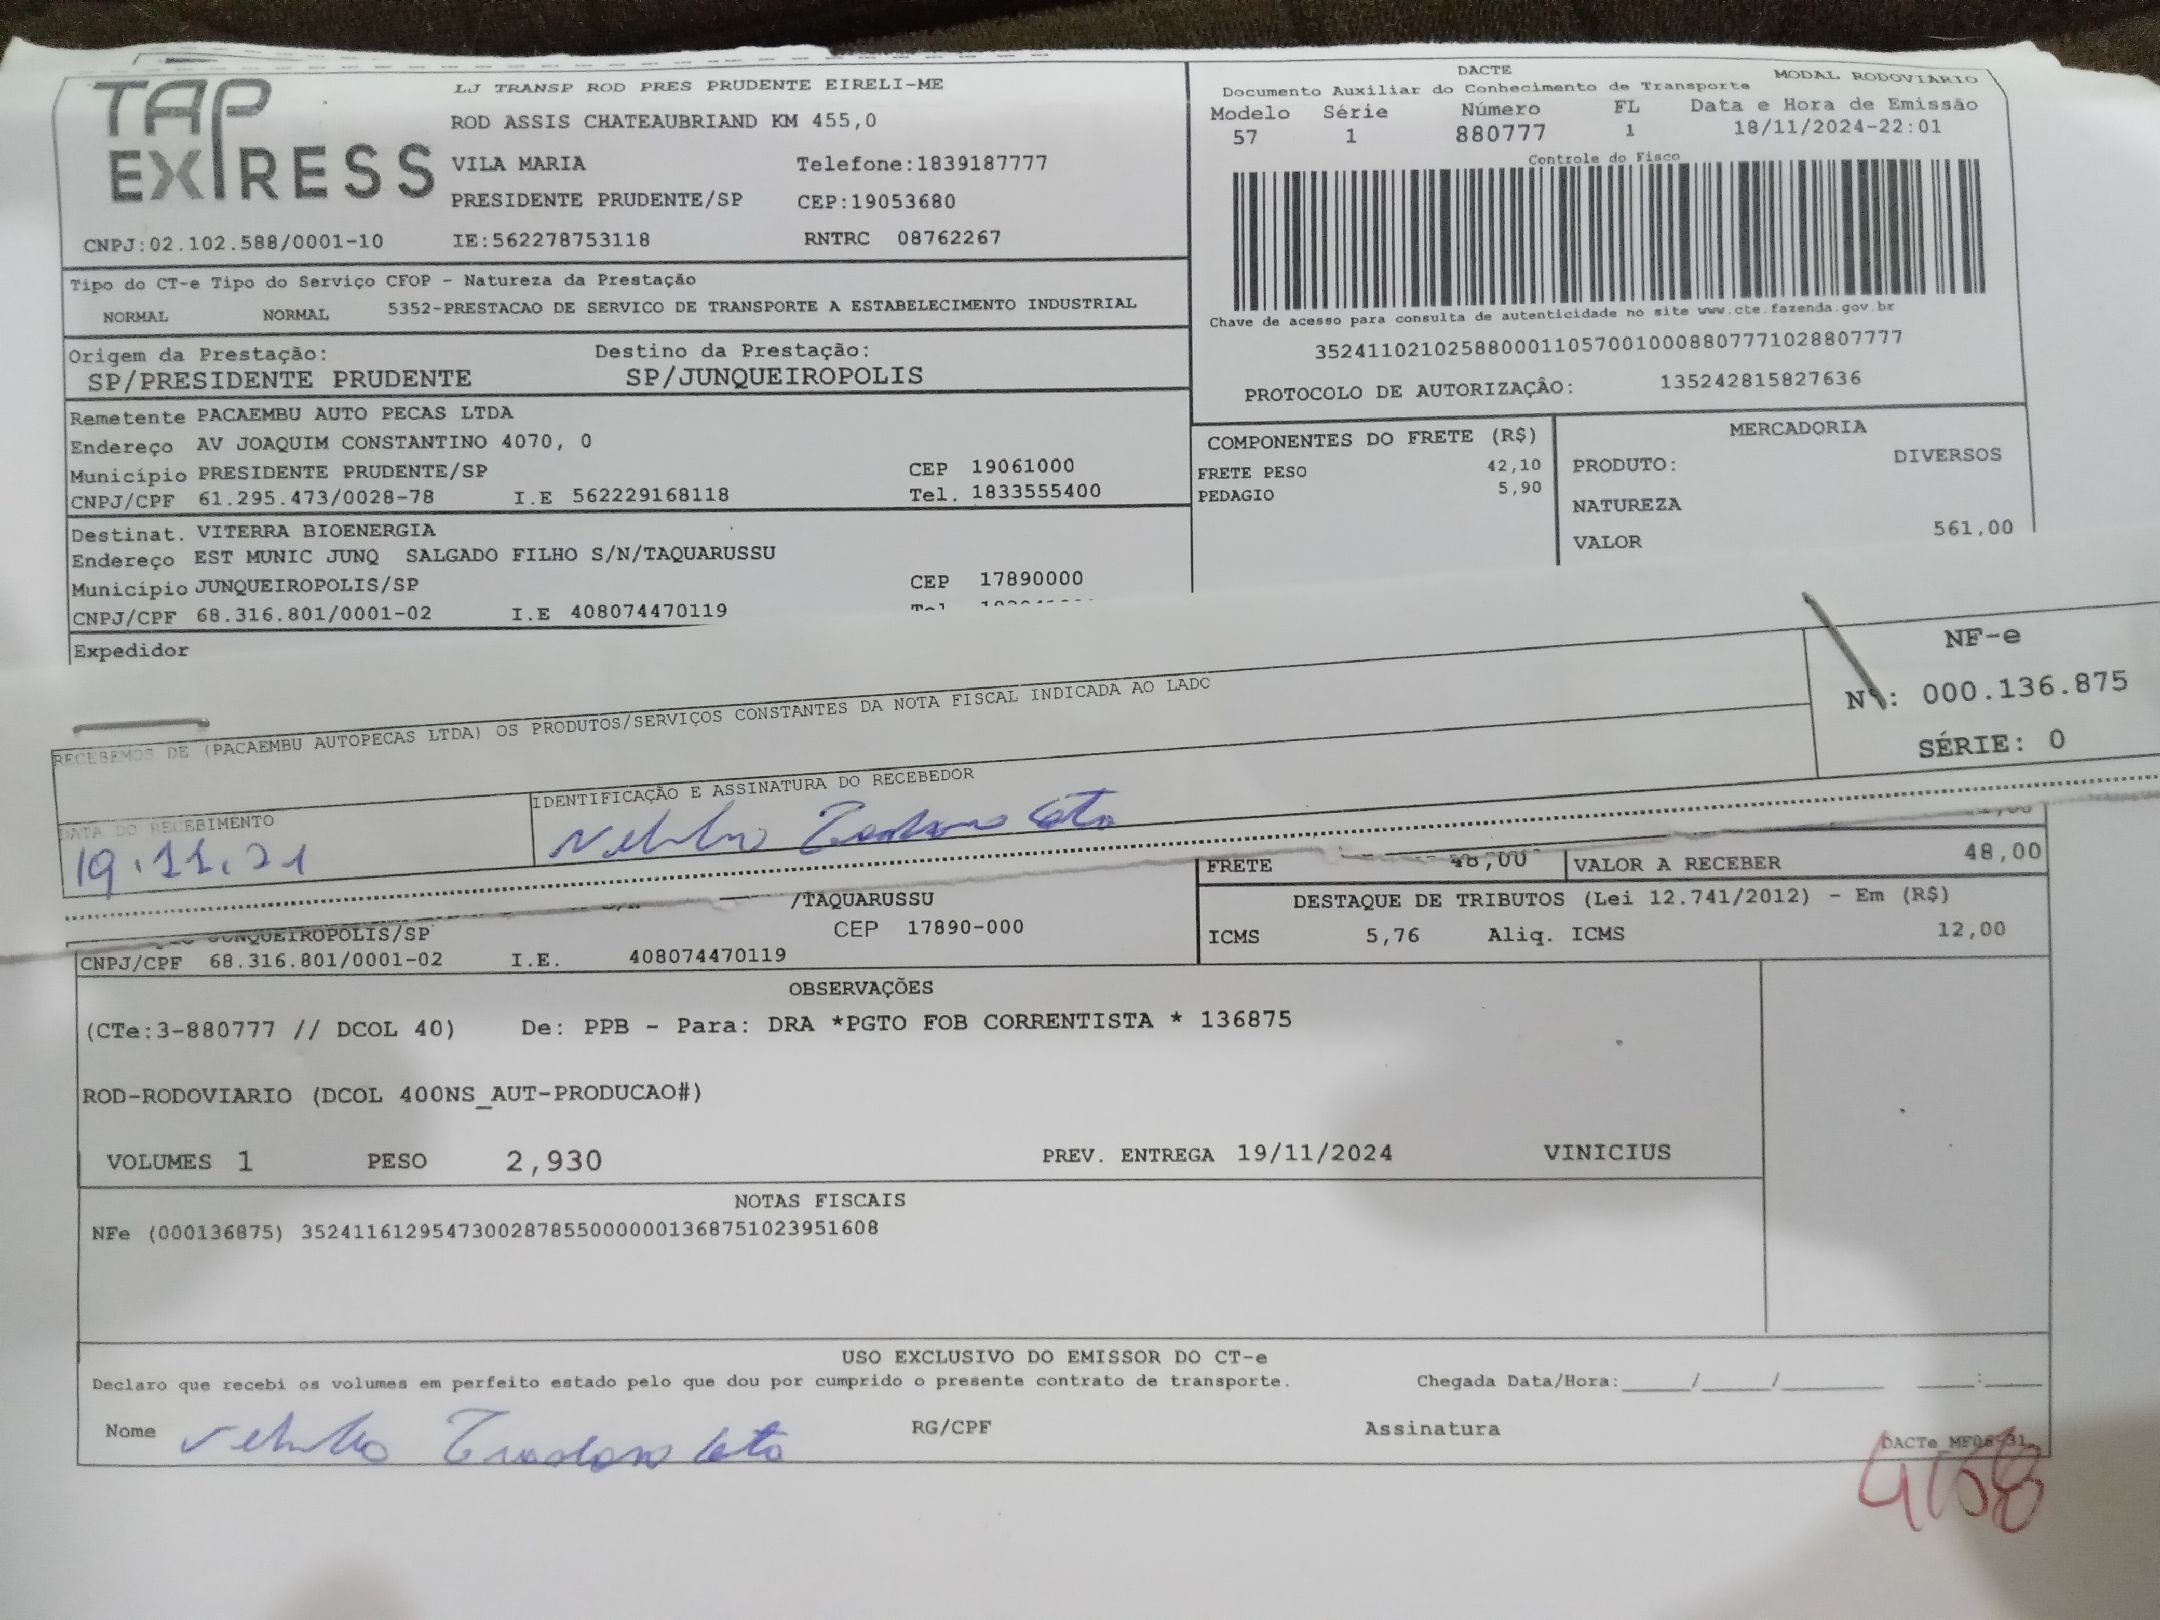 TAP EXPRESS
LJ TRANSP ROD PRES PRUDENTE EIRELI-ME
ROD ASSIS CHATEAUBRIAND KM 455,0
VILA MARIA Telefone:1839187777
PRESIDENTE PRUDENTE/SP CEP:19053680
CNPJ:02.102.588/0001-10 IE:562278753118 RNTRC 08762267
DACTE MODAL RODOVIARIO
Documento Auxiliar do Conhecimento de Transporte
Modelo Série Número FL Data e Hora de Emissão
57 1 880777 1 18/11/2024-22:01
Controle do Fisco
Chave de acesso para consulta de autenticidade no site www.cte.fazenda.gov.br
35241102102588000110570010008807771028807777
PROTOCOLO DE AUTORIZAÇÂO: 135242815827636
Tipo do CT-e Tipo do Serviço CFOP - Natureza da Prestação
NORMAL NORMAL 5352-PRESTACAO DE SERVICO DE TRANSPORTE A ESTABELECIMENTO INDUSTRIAL
Origem da Prestação: Destino da Prestação:
SP/PRESIDENTE PRUDENTE SP/JUNQUEIROPOLIS
Remetente PACAEMBU AUTO PECAS LTDA
Endereço AV JOAQUIM CONSTANTINO 4070, 0
Município PRESIDENTE PRUDENTE/SP CEP 19061000
CNPJ/CPF 61.295.473/0028-78 I.E 562229168118 Tel. 1833555400
COMPONENTES DO FRETE (R$)
FRETE PESO 42,10
PEDAGIO 5,90
MERCADORIA
PRODUTO: DIVERSOS
NATUREZA
VALOR 561,00
Destinat. VITERRA BIOENERGIA
Endereço EST MUNIC JUNQ SALGADO FILHO S/N/TAQUARUSSU
Município JUNQUEIROPOLIS/SP CEP 17890000
CNPJ/CPF 68.316.801/0001-02 I.E 408074470119
Expedidor
RECEBEMOS DE (PACAEMBU AUTOPECAS LTDA) OS PRODUTOS/SERVIÇOS CONSTANTES DA NOTA FISCAL INDICADA AO LADO
NF-e
Nº: 000.136.875
SÉRIE: 0
DATA DO RECEBIMENTO IDENTIFICAÇÃO E ASSINATURA DO RECEBEDOR
19.11.21
FRETE 48,00 VALOR A RECEBER 48,00
/TAQUARUSSU
JUNQUEIROPOLIS/SP CEP 17890-000
CNPJ/CPF 68.316.801/0001-02 I.E. 408074470119
DESTAQUE DE TRIBUTOS (Lei 12.741/2012) - Em (R$)
ICMS 5,76 Aliq. ICMS 12,00
OBSERVAÇÕES
(CTe:3-880777 // DCOL 40) De: PPB - Para: DRA *PGTO FOB CORRENTISTA * 136875
ROD-RODOVIARIO (DCOL 400NS_AUT-PRODUCAO#)
VOLUMES 1 PESO 2,930 PREV. ENTREGA 19/11/2024 VINICIUS
NOTAS FISCAIS
NFe (000136875) 35241161295473002878550000001368751023951608
USO EXCLUSIVO DO EMISSOR DO CT-e
Declaro que recebi os volumes em perfeito estado pelo que dou por cumprido o presente contrato de transporte. Chegada Data/Hora:____/____/______ ____:____
Nome RG/CPF Assinatura